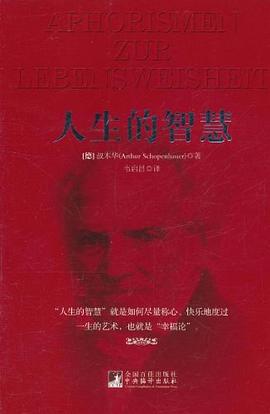 APHORISMEN
ZUR
LEBENSWEISHEIT
人生的智慧
[德] 叔本华(Arthur Schopenhauer) 著
韦启昌 译
“人生的智慧”就是如何尽量称心、快乐地度过
一生的艺术，也就是“幸福论”
全国百佳出版社
中央编译出版社